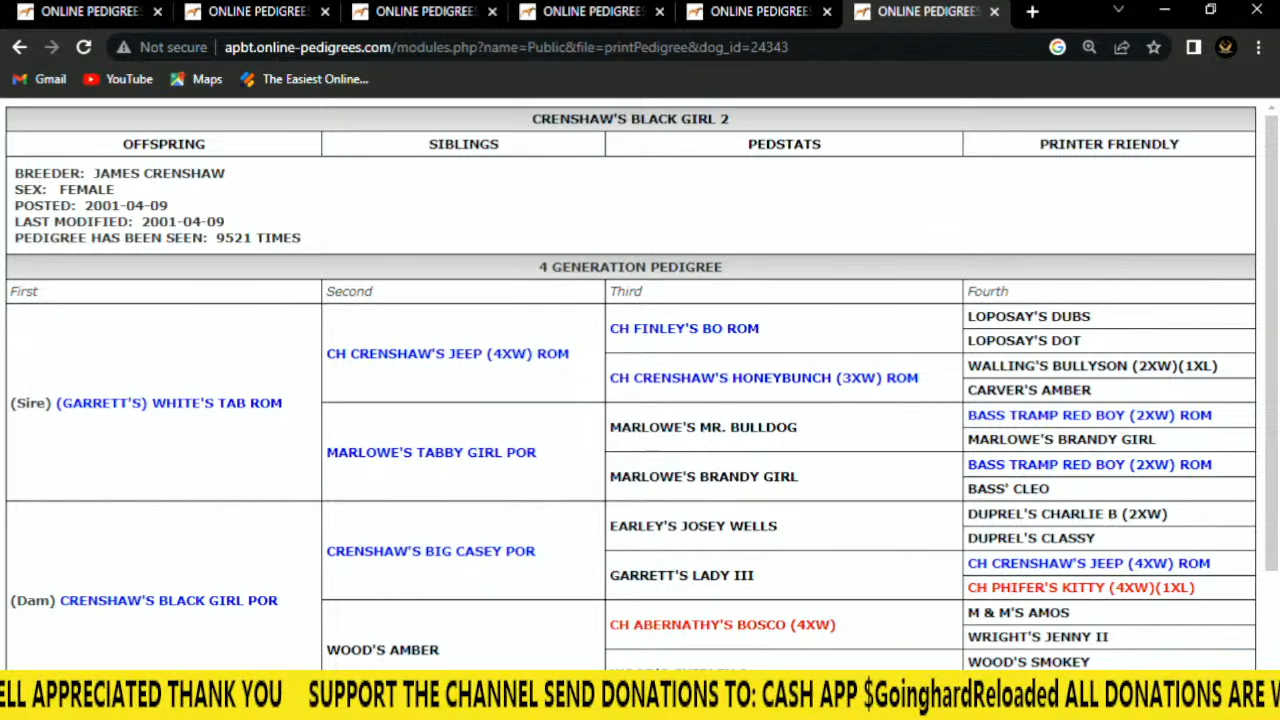 ONLINE PEDIGREES
ONLINE PEDIGREES
ONLINE PEDIGREES
ONLINE PEDIGREES
ONLINE PEDIGREES
ONLINE PEDIGREES
Not secure
apbt.online-pedigrees.com/modules.php?name=Public&file=printPedigree&dog_id=24343
Gmail
YouTube
Maps
The Easiest Online...
CRENSHAW'S BLACK GIRL 2
OFFSPRING
SIBLINGS
PEDSTATS
PRINTER FRIENDLY
BREEDER: JAMES CRENSHAW
SEX: FEMALE
POSTED: 2001-04-09
LAST MODIFIED: 2001-04-09
PEDIGREE HAS BEEN SEEN: 9521 TIMES
4 GENERATION PEDIGREE
First
Second
Third
Fourth
(Sire) (GARRETT'S) WHITE'S TAB ROM
CH CRENSHAW'S JEEP (4XW) ROM
CH FINLEY'S BO ROM
LOPOSAY'S DUBS
LOPOSAY'S DOT
CH CRENSHAW'S HONEYBUNCH (3XW) ROM
WALLING'S BULLYSON (2XW)(1XL)
CARVER'S AMBER
MARLOWE'S TABBY GIRL POR
MARLOWE'S MR. BULLDOG
BASS TRAMP RED BOY (2XW) ROM
MARLOWE'S BRANDY GIRL
MARLOWE'S BRANDY GIRL
BASS TRAMP RED BOY (2XW) ROM
BASS' CLEO
(Dam) CRENSHAW'S BLACK GIRL POR
CRENSHAW'S BIG CASEY POR
EARLEY'S JOSEY WELLS
DUPREL'S CHARLIE B (2XW)
DUPREL'S CLASSY
GARRETT'S LADY III
CH CRENSHAW'S JEEP (4XW) ROM
CH PHIFER'S KITTY (4XW)(1XL)
WOOD'S AMBER
CH ABERNATHY'S BOSCO (4XW)
M & M'S AMOS
WRIGHT'S JENNY II
WOOD'S SMOKEY
ELL APPRECIATED THANK YOU SUPPORT THE CHANNEL SEND DONATIONS TO: CASH APP $GoinghardReloaded ALL DONATIONS ARE W